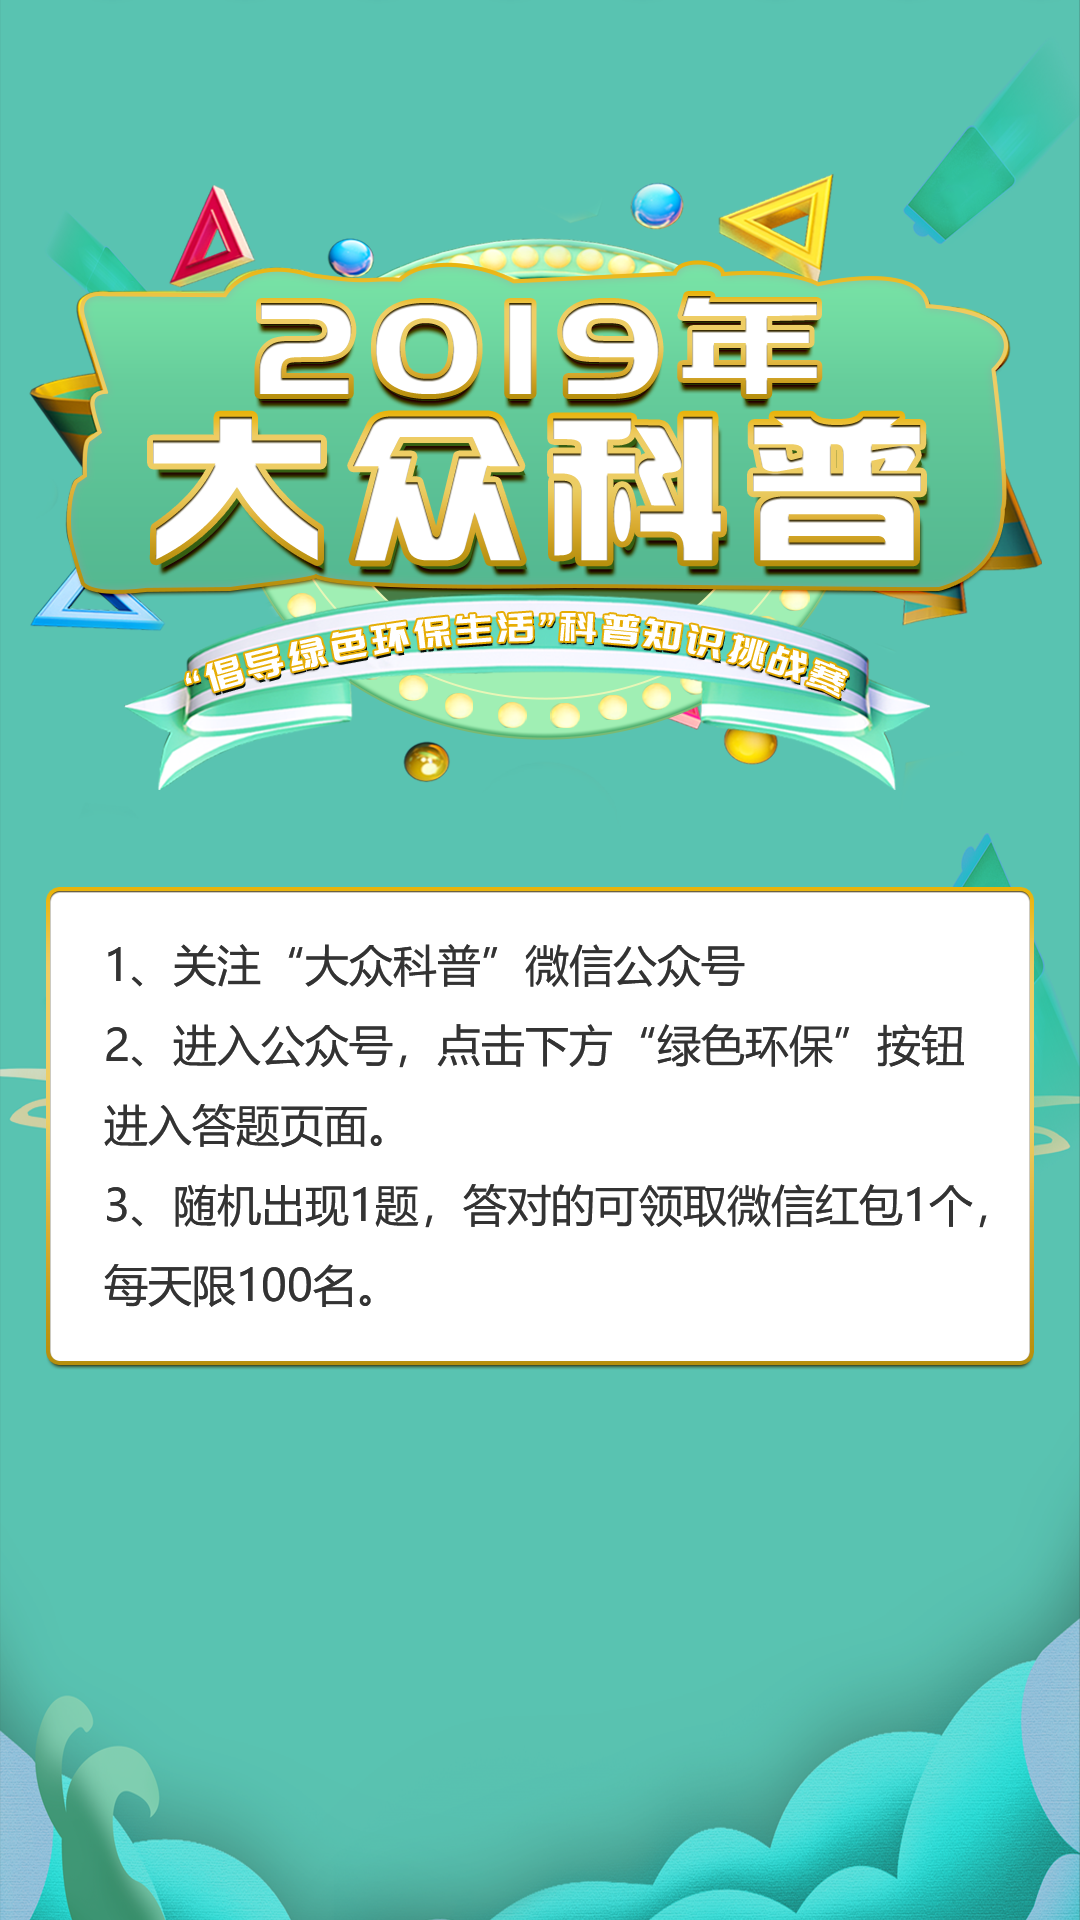 2019年
大众科普
“倡导绿色环保生活”科普知识挑战赛
1、关注“大众科普”微信公众号
2、进入公众号，点击下方“绿色环保”按钮
进入答题页面。
3、随机出现1题，答对的可领取微信红包1个，
每天限100名。